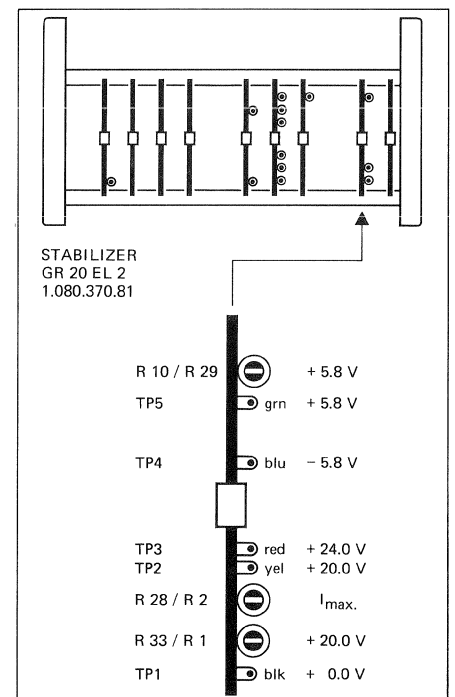 STABILIZER
GR 20 EL 2
1.080.370.81
R 10 / R 29 + 5.8 V
TP5 grn + 5.8 V
TP4 blu − 5.8 V
TP3 red + 24.0 V
TP2 yel + 20.0 V
R 28 / R 2 Imax.
R 33 / R 1 + 20.0 V
TP1 blk + 0.0 V